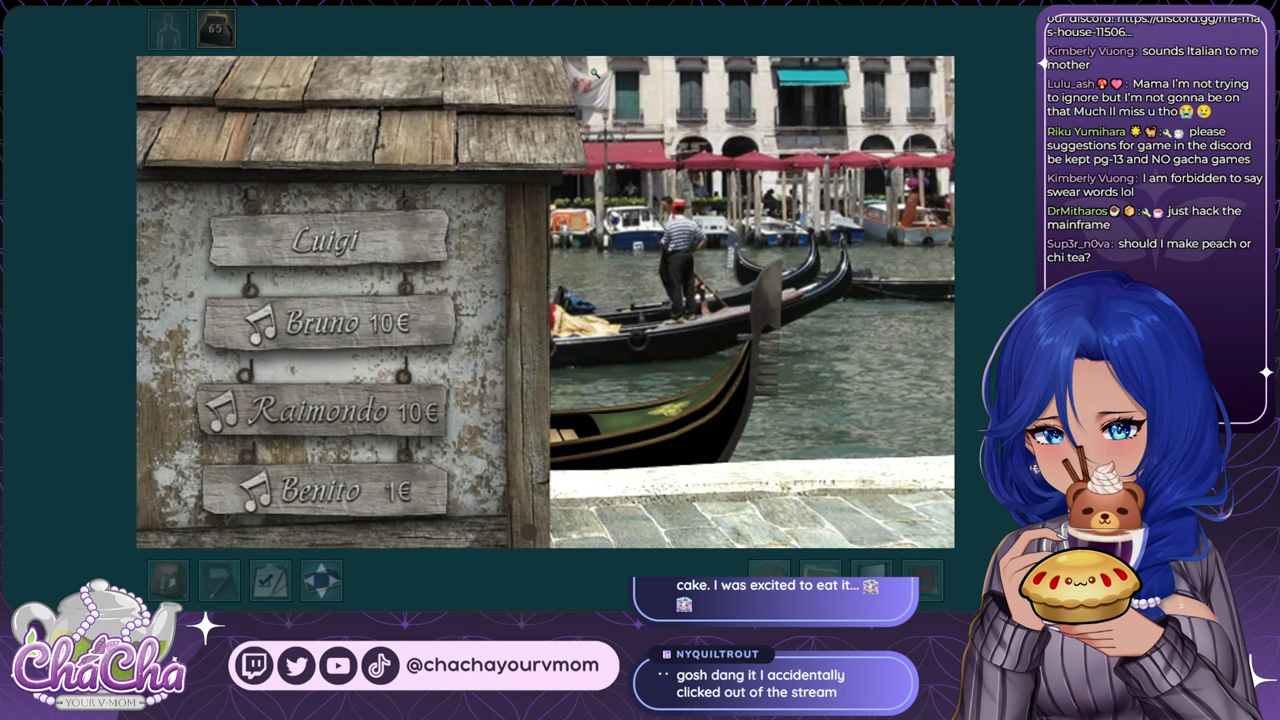 65
Luigi
Bruno 10€
Raimondo 10€
Benito 1€
our discord! https://discord.gg/ma-ma
s-house-11506...
Kimberly Vuong: sounds Italian to me
mother
Lulu_ash: Mama I'm not trying
to ignore but I'm not gonna be on
that Much Il miss u tho😭😢
Riku Yumihara: please
suggestions for game in the discord
be kept pg-13 and NO gacha games
Kimberly Vuong: I am forbidden to say
swear words lol
DrMitharos: just hack the
mainframe
Sup3r_n0va: should I make peach or
chi tea?
cake. I was excited to eat it...
NYQUILTROUT
gosh dang it I accidentally
clicked out of the stream
ChaCha
YOUR V-MOM
@chachayourvmom